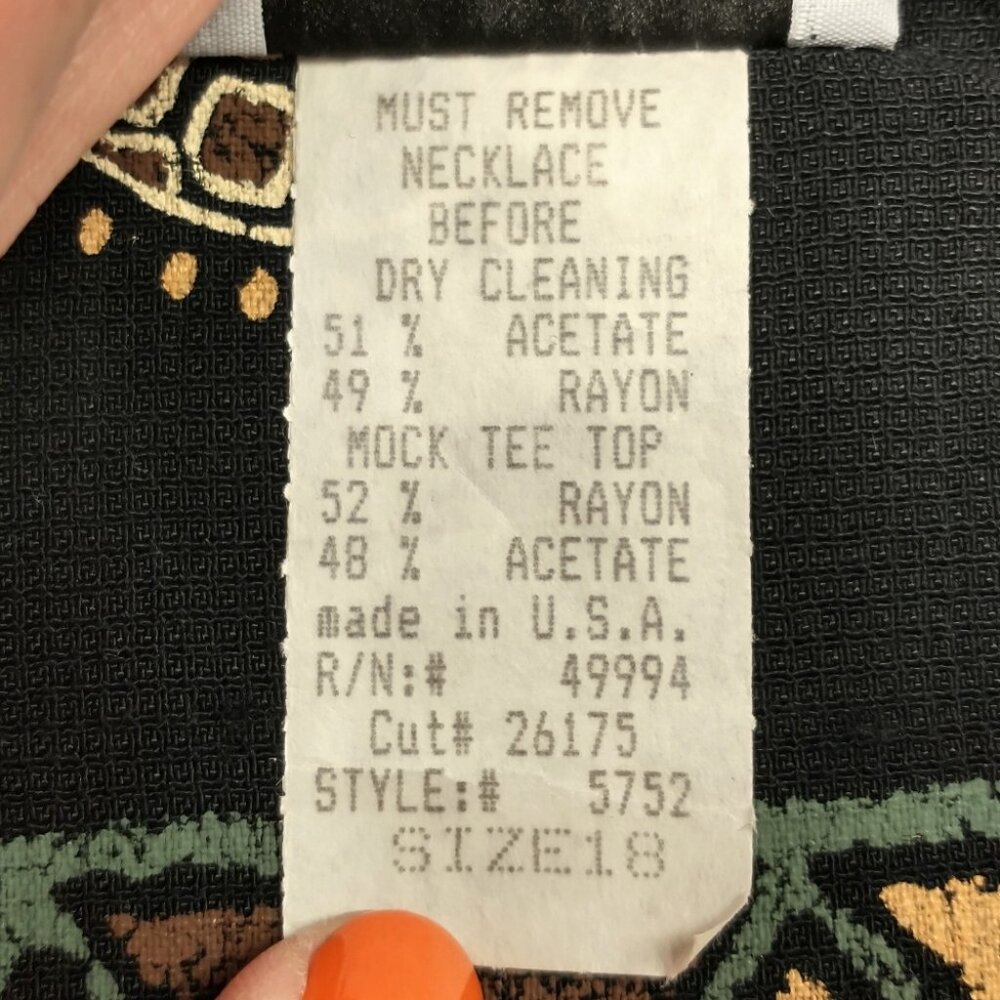 MUST REMOVE
NECKLACE
BEFORE
DRY CLEANING
51 % ACETATE
49 % RAYON
MOCK TEE TOP
52 % RAYON
48 % ACETATE
made in U.S.A.
R/N:# 49994
Cut# 26175
STYLE:# 5752
SIZE18